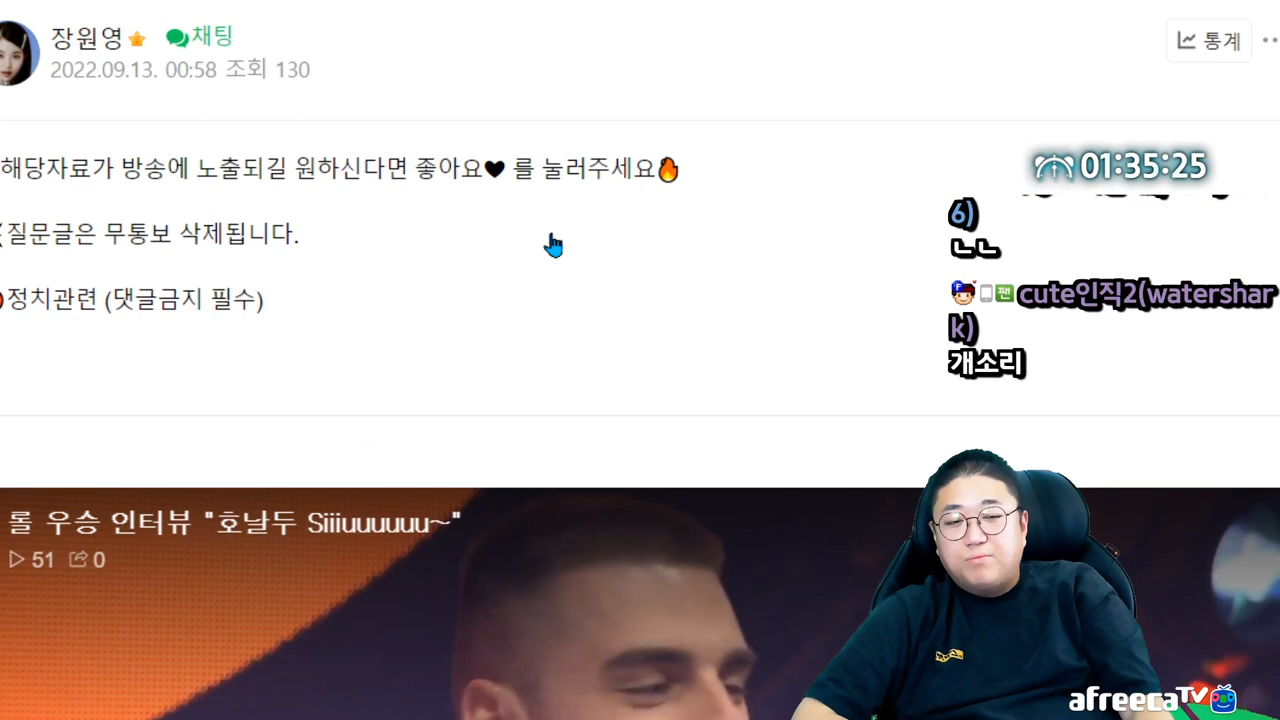 장원영 채팅
2022.09.13. 00:58 조회 130
통계
해당자료가 방송에 노출되길 원하신다면 좋아요🖤 를 눌러주세요🔥
질문글은 무통보 삭제됩니다.
정치관련 (댓글금지 필수)
01:35:25
6)
ㄴㄴ
F 팬 cute인직2(watershar
k)
개소리
롤 우승 인터뷰 "호날두 Siiiuuuuuu~"
51 0
afreecaTV